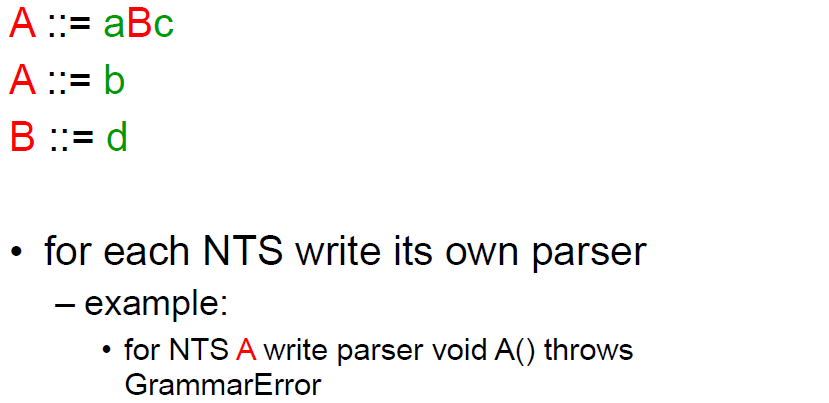 A ::= aBc
A ::= b
B ::= d
• for each NTS write its own parser
– example:
• for NTS A write parser void A() throws
GrammarError